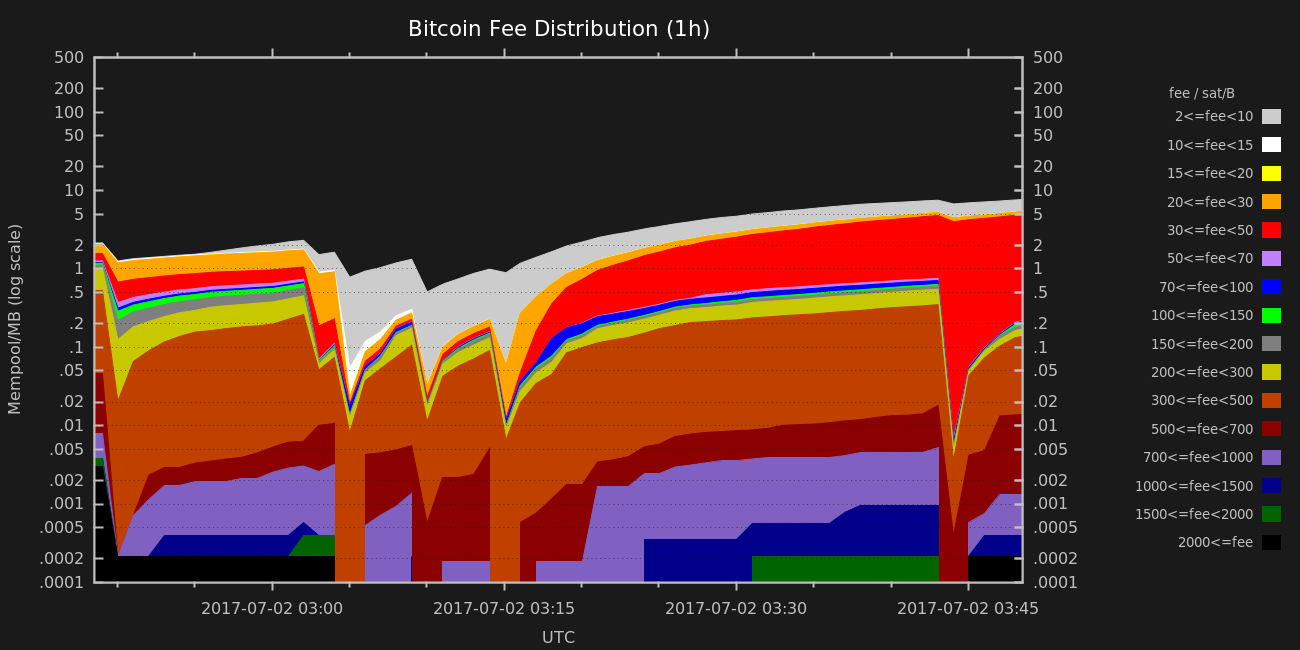 Bitcoin Fee Distribution (1h)
500
200
100
50
20
10
5
2
1
.5
.2
.1
.05
.02
.01
.005
.002
.001
.0005
.0002
.0001
Mempool/MB (log scale)
500
200
100
50
20
10
5
2
1
.5
.2
.1
.05
.02
.01
.005
.002
.001
.0005
.0002
.0001
2017-07-02 03:00
2017-07-02 03:15
2017-07-02 03:30
2017-07-02 03:45
UTC
fee / sat/B
2<=fee<10
10<=fee<15
15<=fee<20
20<=fee<30
30<=fee<50
50<=fee<70
70<=fee<100
100<=fee<150
150<=fee<200
200<=fee<300
300<=fee<500
500<=fee<700
700<=fee<1000
1000<=fee<1500
1500<=fee<2000
2000<=fee